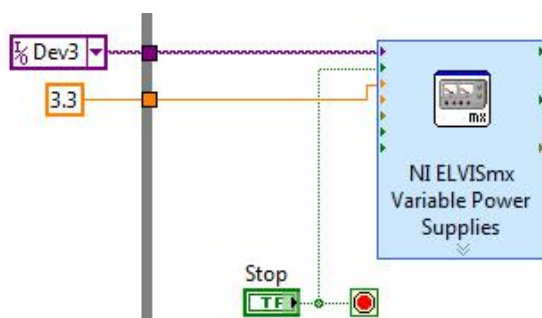 I/O Dev3
3.3
mx
NI ELVISmx
Variable Power
Supplies
Stop
TF